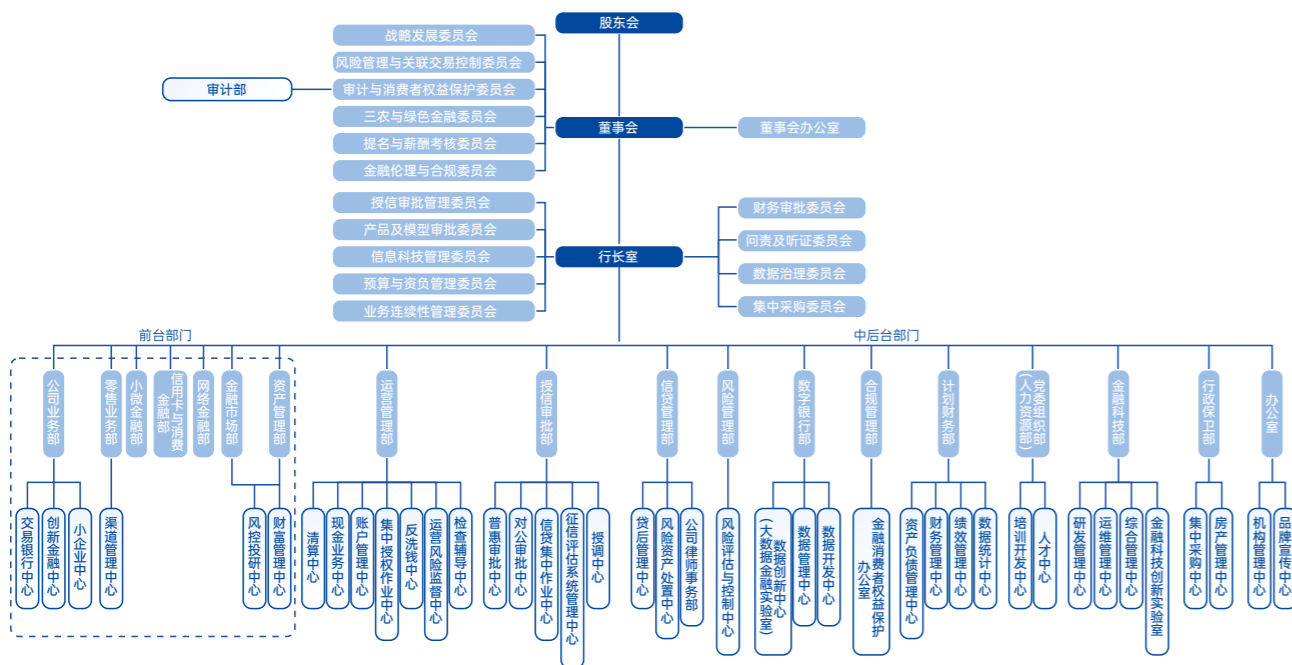 股东会
战略发展委员会
风险管理与关联交易控制委员会
审计部
审计与消费者权益保护委员会
三农与绿色金融委员会
董事会
董事会办公室
提名与薪酬考核委员会
金融伦理与合规委员会
授信审批管理委员会
产品及模型审批委员会
信息科技管理委员会
预算与资负管理委员会
业务连续性管理委员会
行长室
财务审批委员会
问责及听证委员会
数据治理委员会
集中采购委员会
前台部门
中后台部门
公司业务部
零售业务部
小微金融部
信用卡与消费
金融部
网络金融部
金融市场部
资产管理部
运营管理部
授信审批部
信贷管理部
风险管理部
数字银行部
合规管理部
计划财务部
党委组织部
(人力资源部)
金融科技部
行政保卫部
办公室
交易银行中心
创新金融中心
小企业中心
渠道管理中心
风控投研中心
财富管理中心
清算中心
现金业务中心
账户管理中心
集中授权作业中心
反洗钱中心
运营风险监督中心
检查辅导中心
普惠审批中心
对公审批中心
信贷集中作业中心
征信评估系统管理中心
授调中心
贷后管理中心
风险资产处置中心
公司律师事务部
风险评估与控制中心
数据创新中心
(大数据金融实验室)
数据管理中心
数据开发中心
金融消费者权益保护
办公室
资产负债管理中心
财务管理中心
绩效管理中心
数据统计中心
培训开发中心
人才中心
研发管理中心
运维管理中心
综合管理中心
金融科技创新实验室
集中采购中心
房产管理中心
机构管理中心
品牌宣传中心